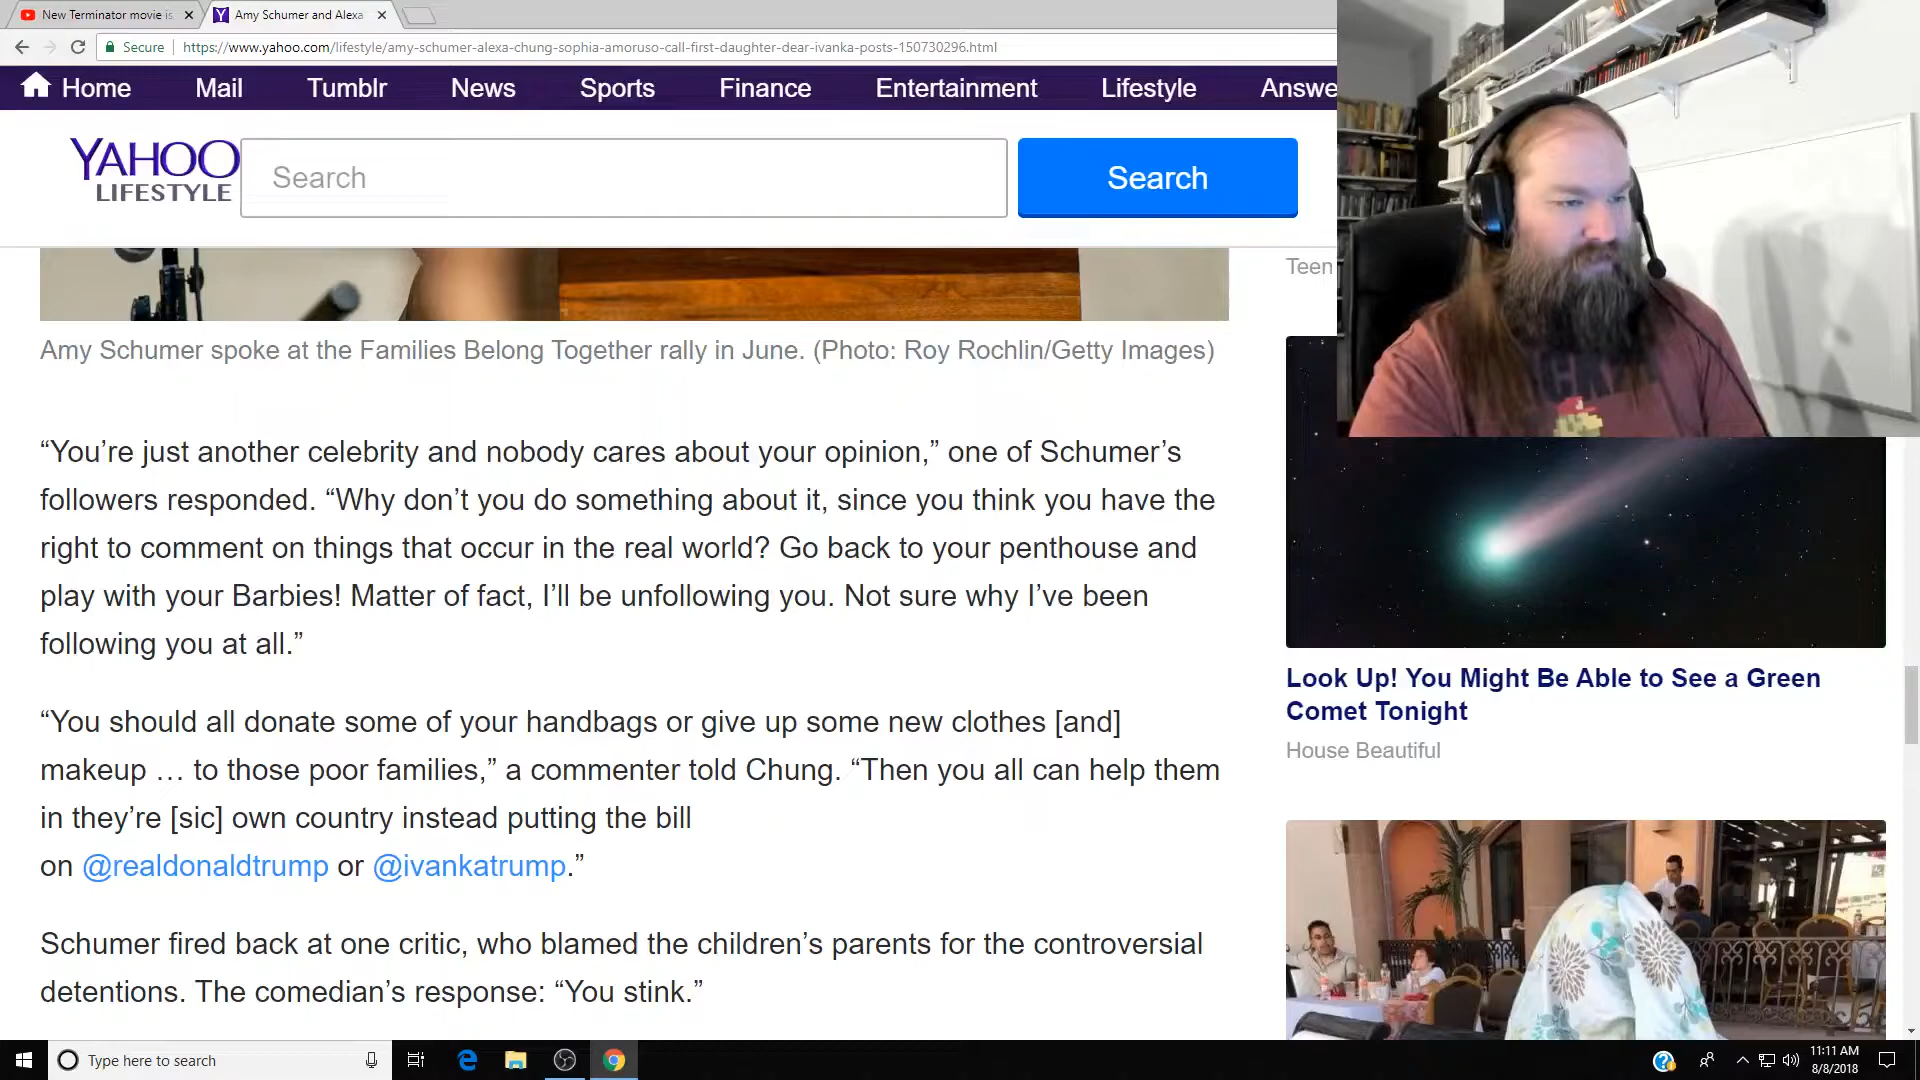 New Terminator movie is
Amy Schumer and Alexa
Secure
https://www.yahoo.com/lifestyle/amy-schumer-alexa-chung-sophia-amoruso-call-first-daughter-dear-ivanka-posts-150730296.html
Home Mail Tumblr News Sports Finance Entertainment Lifestyle Answe
YAHOO
LIFESTYLE
Search
Search
Teen
Amy Schumer spoke at the Families Belong Together rally in June. (Photo: Roy Rochlin/Getty Images)
“You’re just another celebrity and nobody cares about your opinion,” one of Schumer’s
followers responded. “Why don’t you do something about it, since you think you have the
right to comment on things that occur in the real world? Go back to your penthouse and
play with your Barbies! Matter of fact, I’ll be unfollowing you. Not sure why I’ve been
following you at all.”
“You should all donate some of your handbags or give up some new clothes [and]
makeup … to those poor families,” a commenter told Chung. “Then you all can help them
in they’re [sic] own country instead putting the bill
on @realdonaldtrump or @ivankatrump.”
Schumer fired back at one critic, who blamed the children’s parents for the controversial
detentions. The comedian’s response: “You stink.”
Look Up! You Might Be Able to See a Green
Comet Tonight
House Beautiful
Type here to search
11:11 AM
8/8/2018